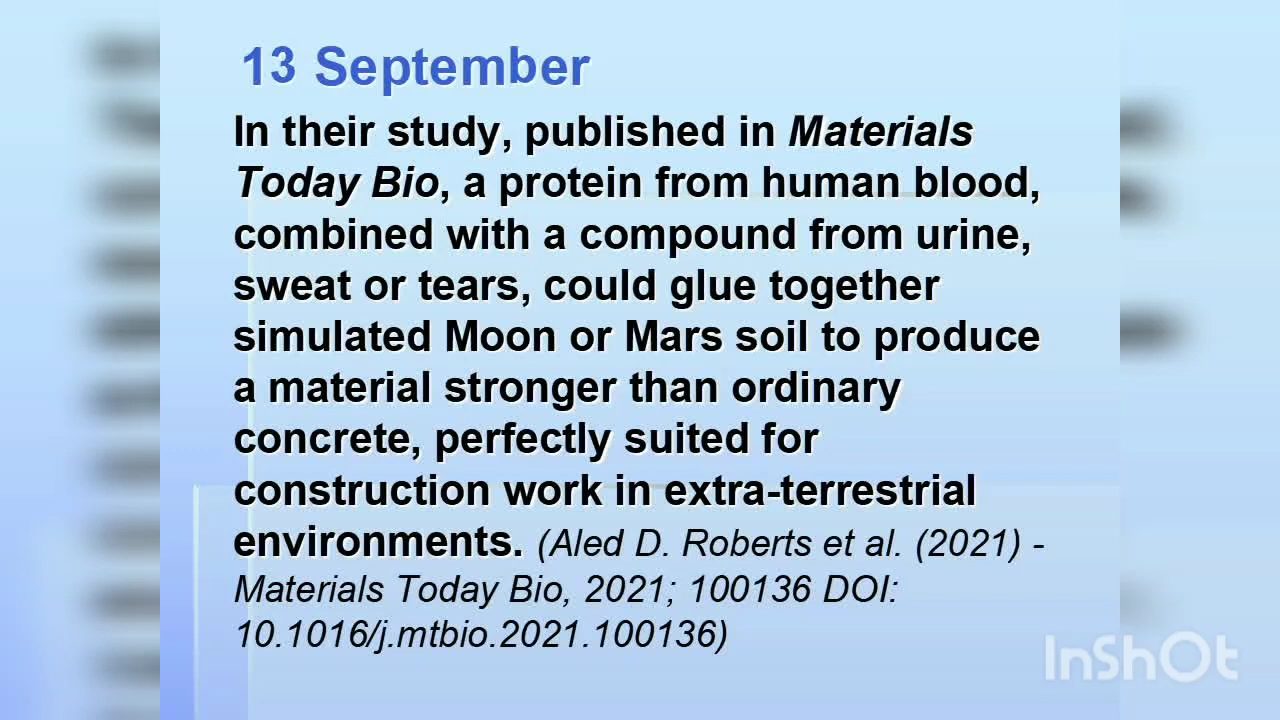 13 September
In their study, published in Materials
Today Bio, a protein from human blood,
combined with a compound from urine,
sweat or tears, could glue together
simulated Moon or Mars soil to produce
a material stronger than ordinary
concrete, perfectly suited for
construction work in extra-terrestrial
environments. (Aled D. Roberts et al. (2021) -
Materials Today Bio, 2021; 100136 DOI:
10.1016/j.mtbio.2021.100136)
InShOt